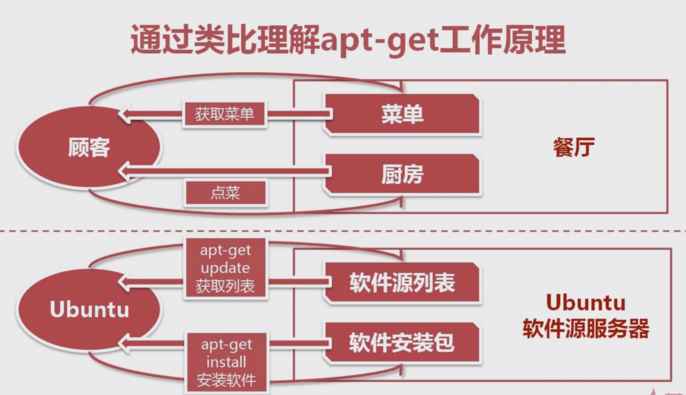 通过类比理解apt-get工作原理
获取菜单
菜单
顾客
餐厅
厨房
点菜
apt-get
update
获取列表
软件源列表
Ubuntu
Ubuntu
软件源服务器
apt-get
install
安装软件
软件安装包